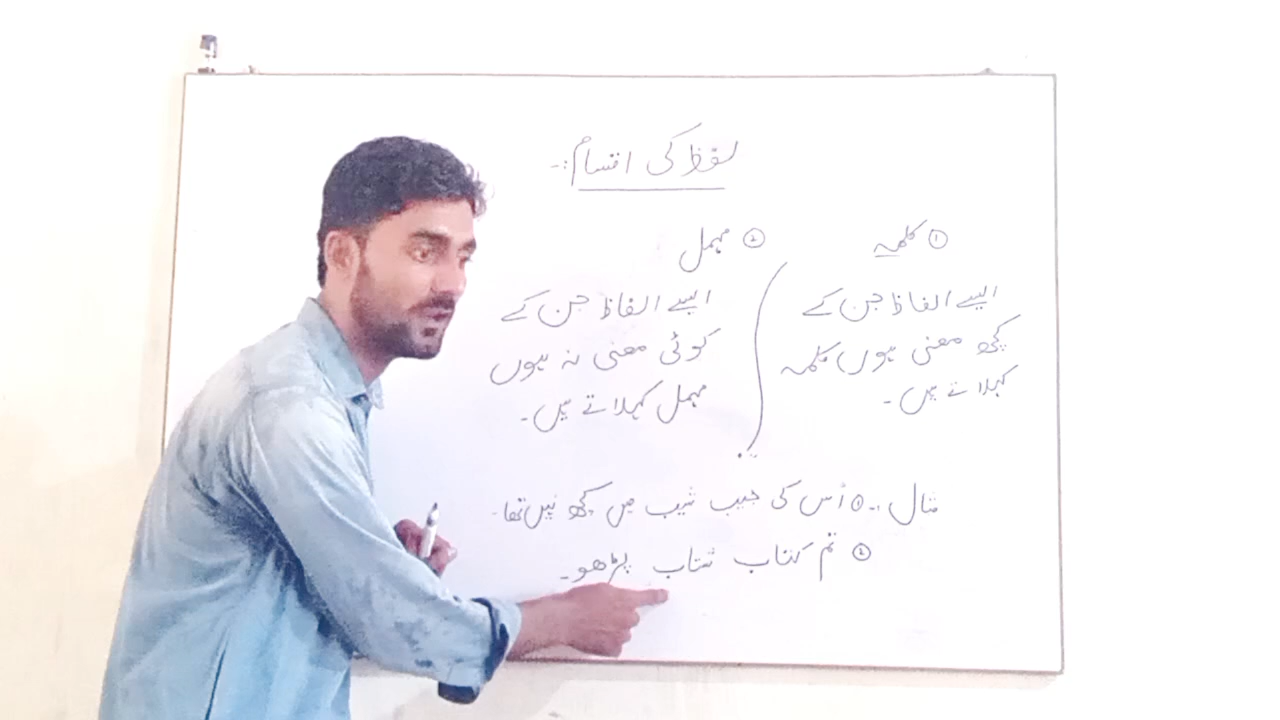 لفظ کی اقسام:-
① کلمہ
ایسے الفاظ جن کے
کچھ معنی ہوں کلمہ
کہلاتے ہیں۔
② مہمل
ایسے الفاظ جن کے
کوئی معنی نہ ہوں
مہمل کہلاتے ہیں۔
مثال:- ① اُس کی جیب شیب میں کچھ نہیں تھا۔
② تم کتاب شتاب پڑھو۔